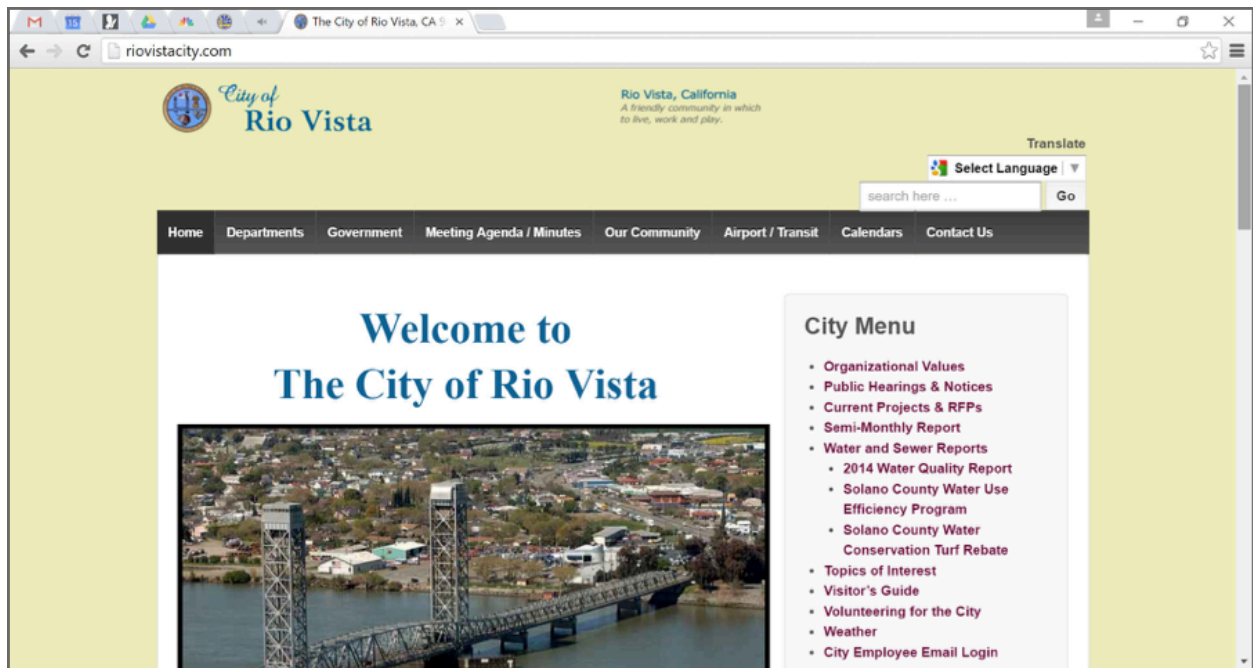 The City of Rio Vista, CA 9
riovistacity.com
City of
Rio Vista
Rio Vista, California
A friendly community in which
to live, work and play.
Translate
Select Language
search here ...
Go
Home Departments Government Meeting Agenda / Minutes Our Community Airport / Transit Calendars Contact Us
Welcome to
The City of Rio Vista
City Menu
Organizational Values
Public Hearings & Notices
Current Projects & RFPs
Semi-Monthly Report
Water and Sewer Reports
2014 Water Quality Report
Solano County Water Use
Efficiency Program
Solano County Water
Conservation Turf Rebate
Topics of Interest
Visitor's Guide
Volunteering for the City
Weather
City Employee Email Login